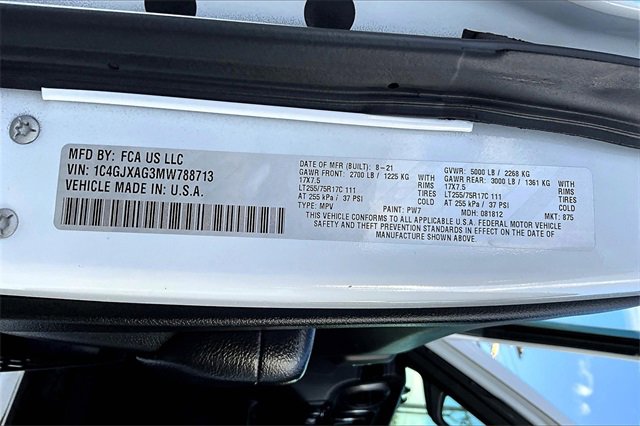 MFD BY: FCA US LLC
VIN: 1C4GJXAG3MW788713
VEHICLE MADE IN U.S.A.
DATE OF MFR (BUILT): 8-21
GAWR FRONT: 2700 LB / 1225 KG WITH
17X7.5 RIMS
LT255/75R17C 111 TIRES
AT 255 kPa / 37 PSI COLD
TYPE: MPV PAINT: PW7
GVWR: 5000 LB / 2268 KG
GAWR REAR: 3000 LB / 1361 KG WITH
17X7.5 RIMS
LT255/75R17C 111 TIRES
AT 255 kPa / 37 PSI COLD
MDH: 081812 MKT: 875
THIS VEHICLE CONFORMS TO ALL APPLICABLE U.S.A. FEDERAL MOTOR VEHICLE
SAFETY AND THEFT PREVENTION STANDARDS IN EFFECT ON THE DATE OF
MANUFACTURE SHOWN ABOVE.